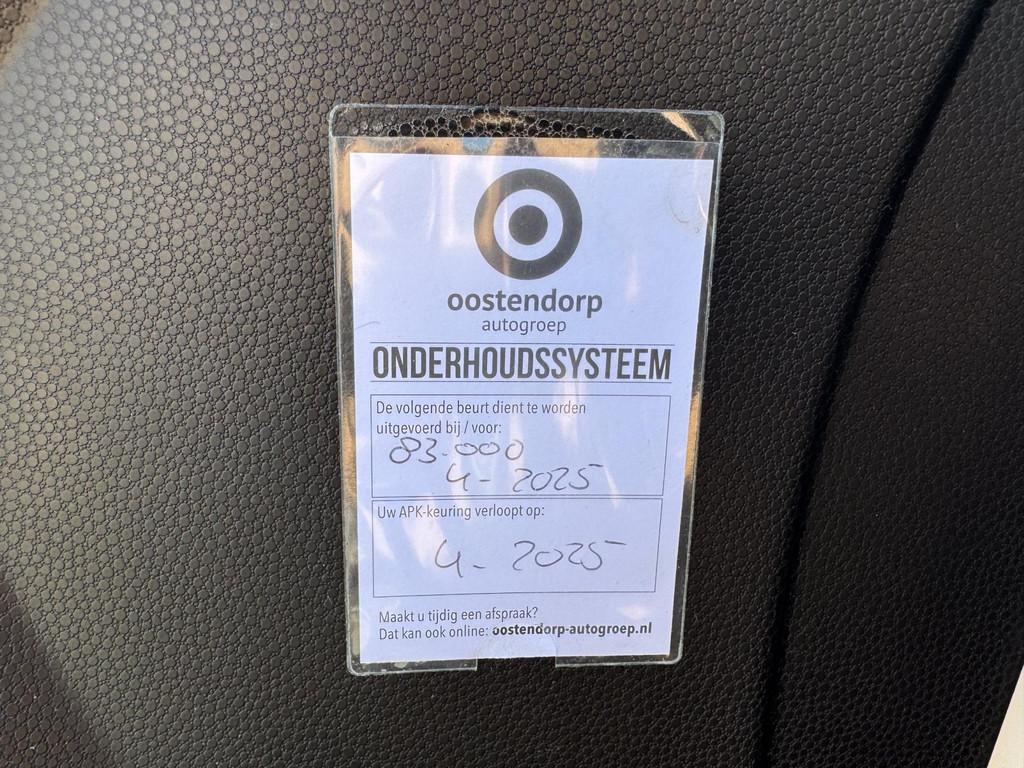 oostendorp
autogroep
ONDERHOUDSSYSTEEM
De volgende beurt dient te worden
uitgevoerd bij / voor:
83.000
4- 2025
Uw APK-keuring verloopt op:
4- 2025
Maakt u tijdig een afspraak?
Dat kan ook online: oostendorp-autogroep.nl